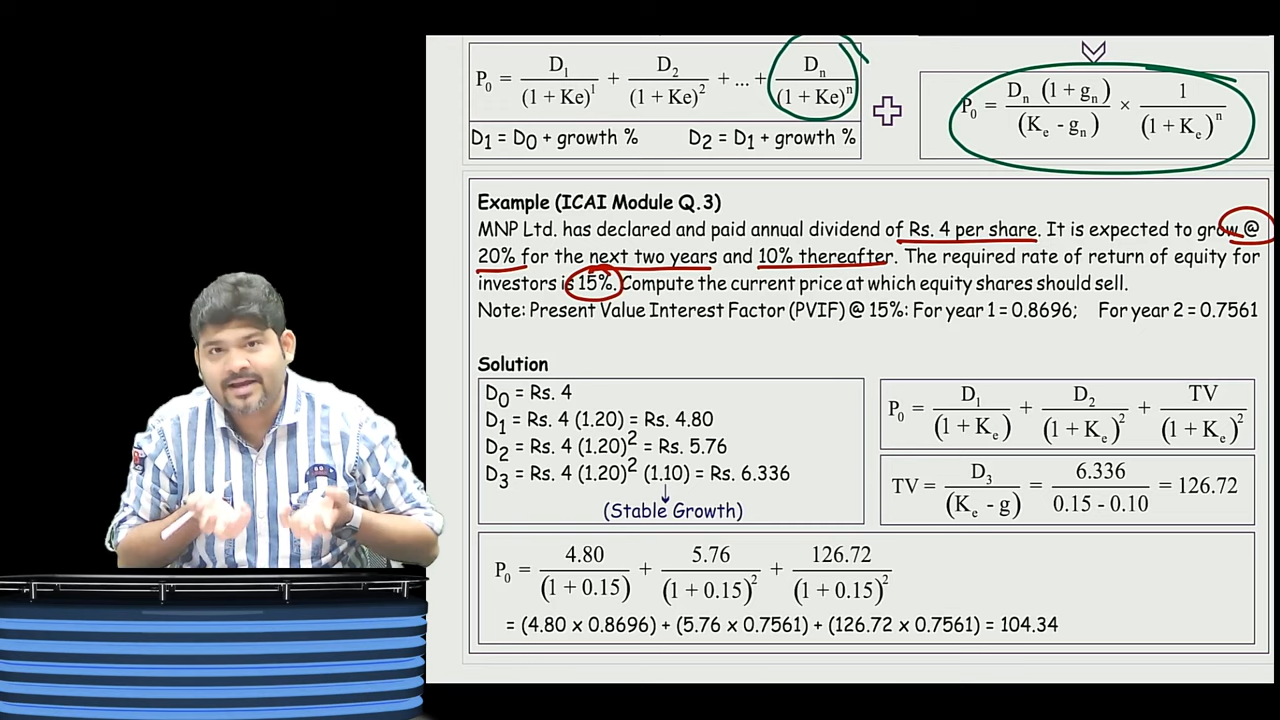 P0 = D1/(1 + Ke)^1 + D2/(1 + Ke)^2 + ... + Dn/(1 + Ke)^n
P0 = Dn (1 + gn)/(Ke - gn) × 1/(1 + Ke)^n
D1 = D0 + growth % D2 = D1 + growth %
Example (ICAI Module Q.3)
MNP Ltd. has declared and paid annual dividend of Rs. 4 per share. It is expected to grow @
20% for the next two years and 10% thereafter. The required rate of return of equity for
investors is 15%. Compute the current price at which equity shares should sell.
Note: Present Value Interest Factor (PVIF) @ 15%: For year 1 = 0.8696; For year 2 = 0.7561
Solution
D0 = Rs. 4
D1 = Rs. 4 (1.20) = Rs. 4.80
D2 = Rs. 4 (1.20)^2 = Rs. 5.76
D3 = Rs. 4 (1.20)^2 (1.10) = Rs. 6.336
(Stable Growth)
P0 = D1/(1 + Ke) + D2/(1 + Ke)^2 + TV/(1 + Ke)^2
TV = D3/(Ke - g) = 6.336/0.15 - 0.10 = 126.72
P0 = 4.80/(1 + 0.15) + 5.76/(1 + 0.15)^2 + 126.72/(1 + 0.15)^2
= (4.80 x 0.8696) + (5.76 x 0.7561) + (126.72 x 0.7561) = 104.34